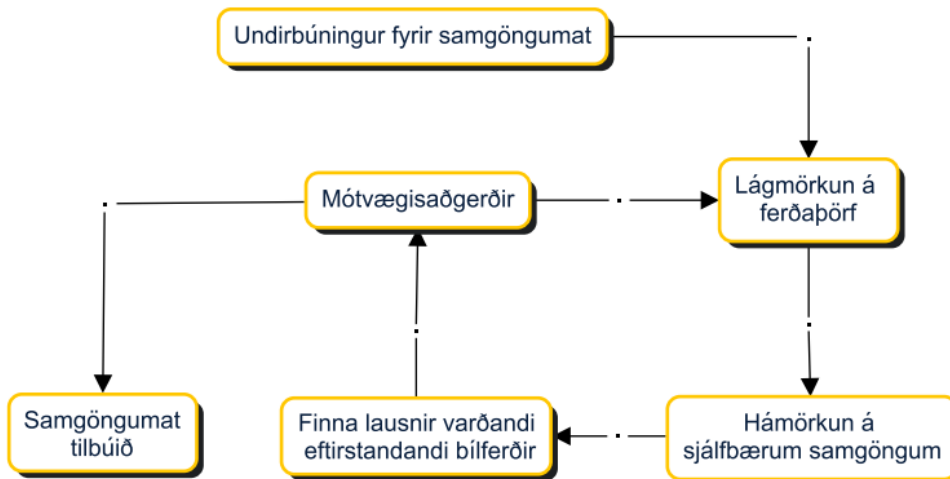 Undirbúningur fyrir samgöngumat
Mótvægisaðgerðir
Lágmörkun á
ferðaþörf
Samgöngumat
tilbúið
Finna lausnir varðandi
eftirstandandi bílferðir
Hámörkun á
sjálfbærum samgöngum